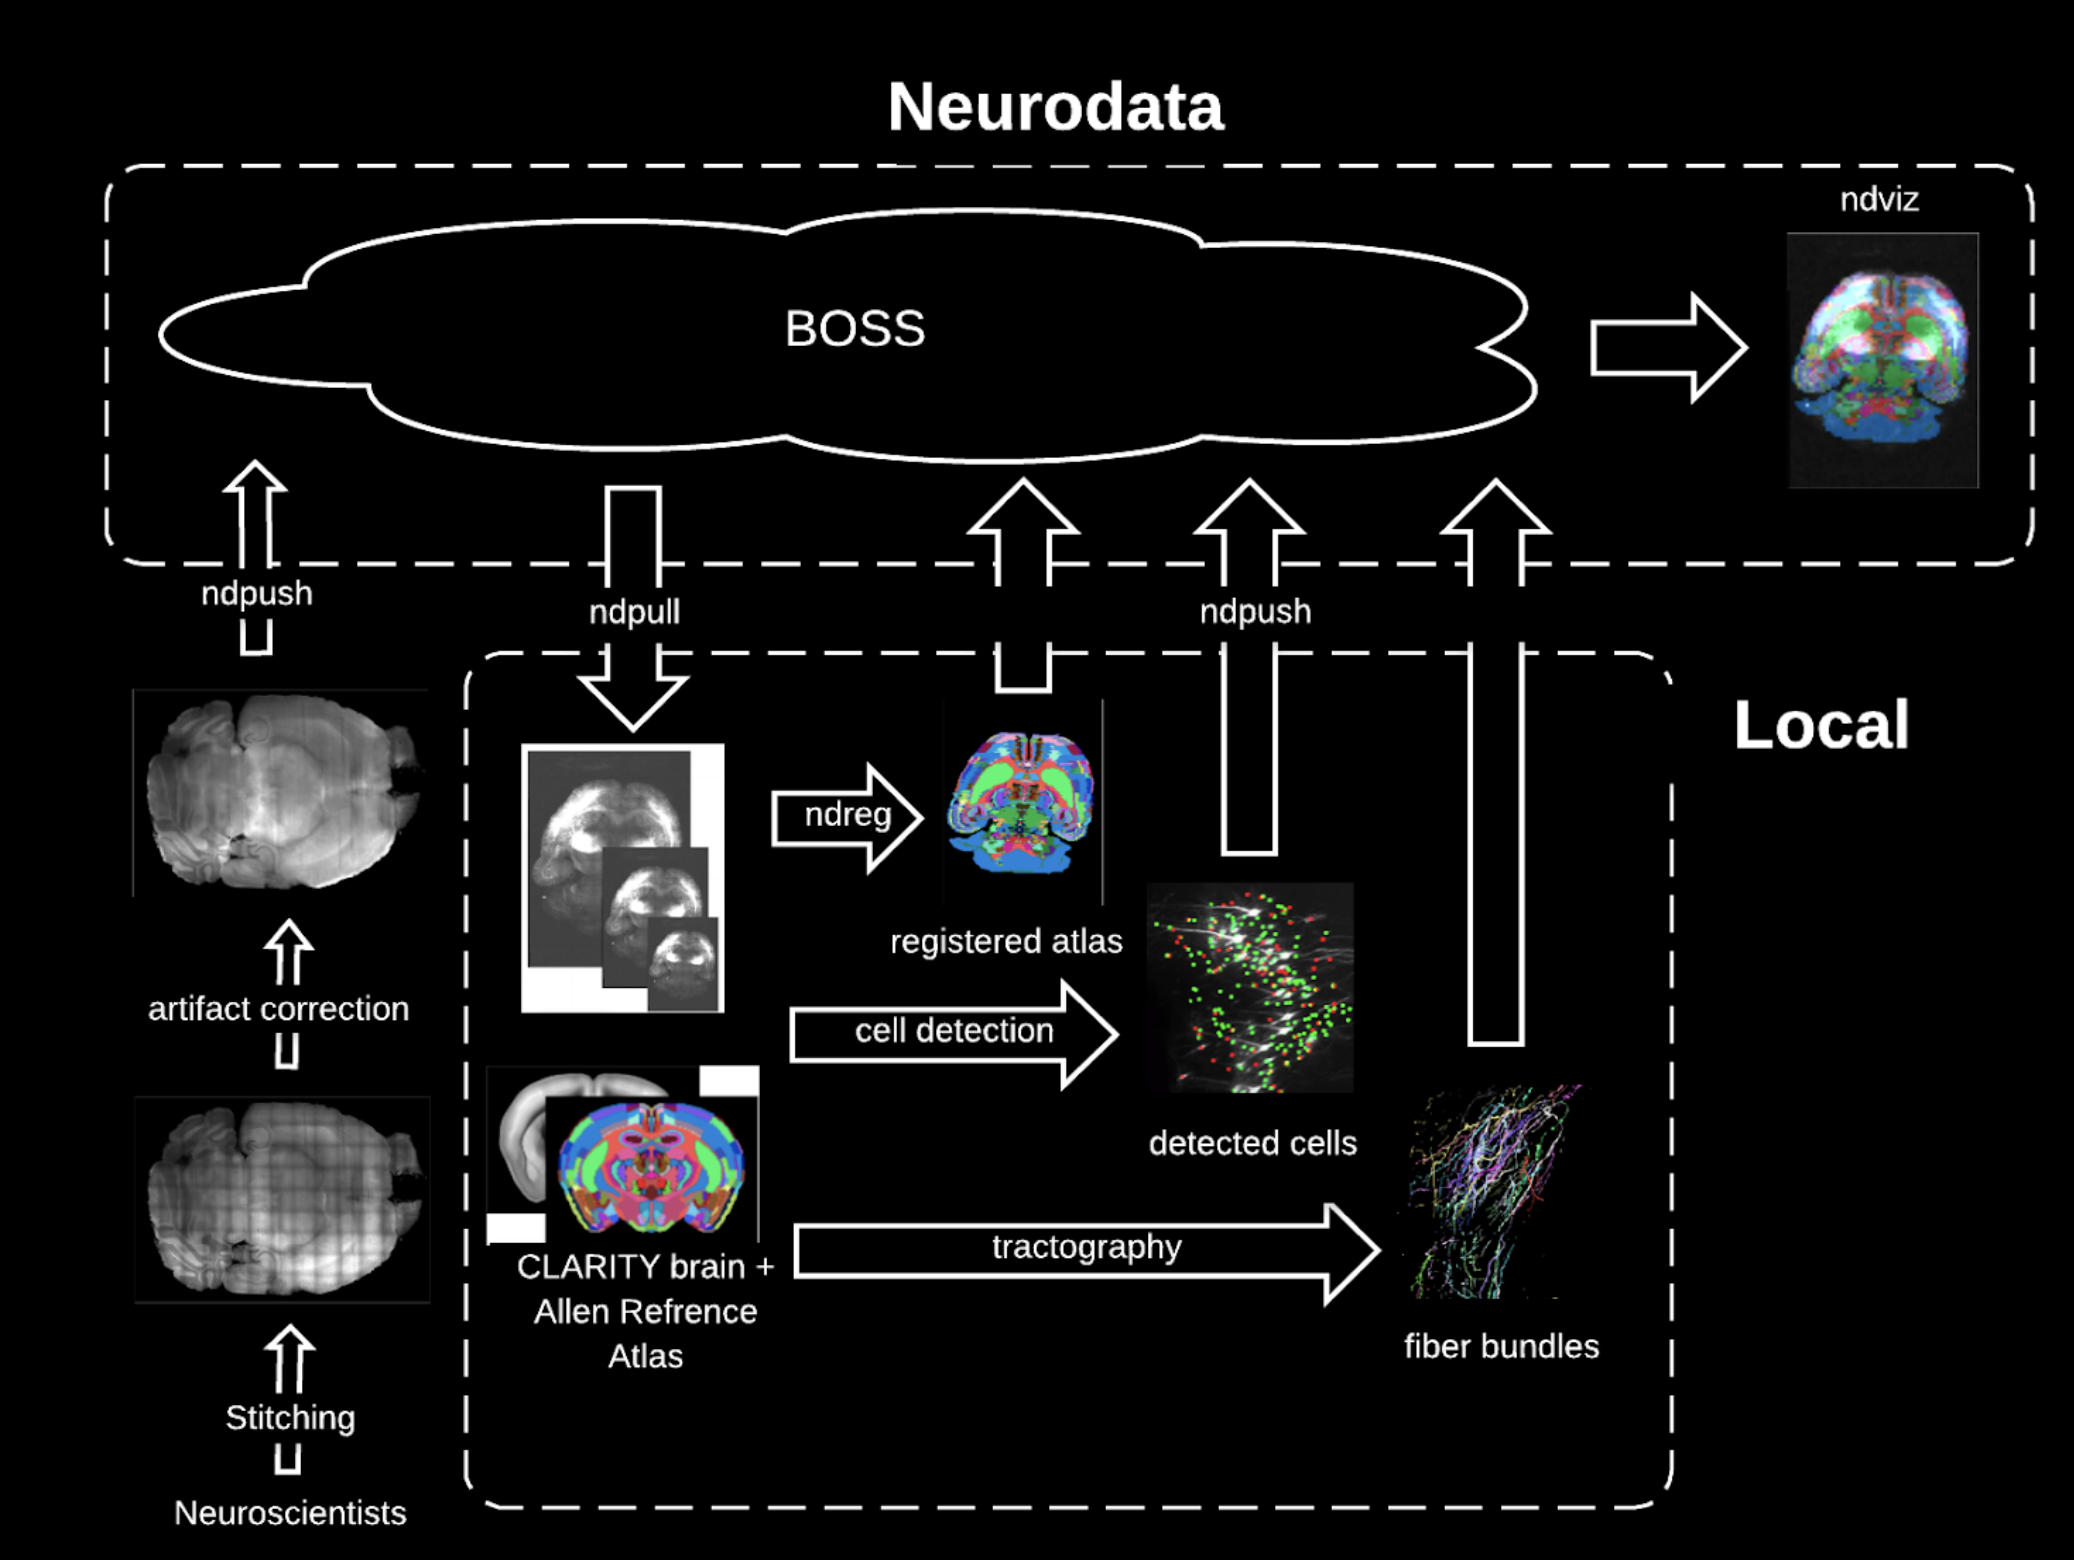 Neurodata
ndviz
BOSS
ndpush
ndpull
ndpush
Local
ndreg
registered atlas
artifact correction
cell detection
detected cells
CLARITY brain +
Allen Refrence
Atlas
tractography
fiber bundles
Stitching
Neuroscientists